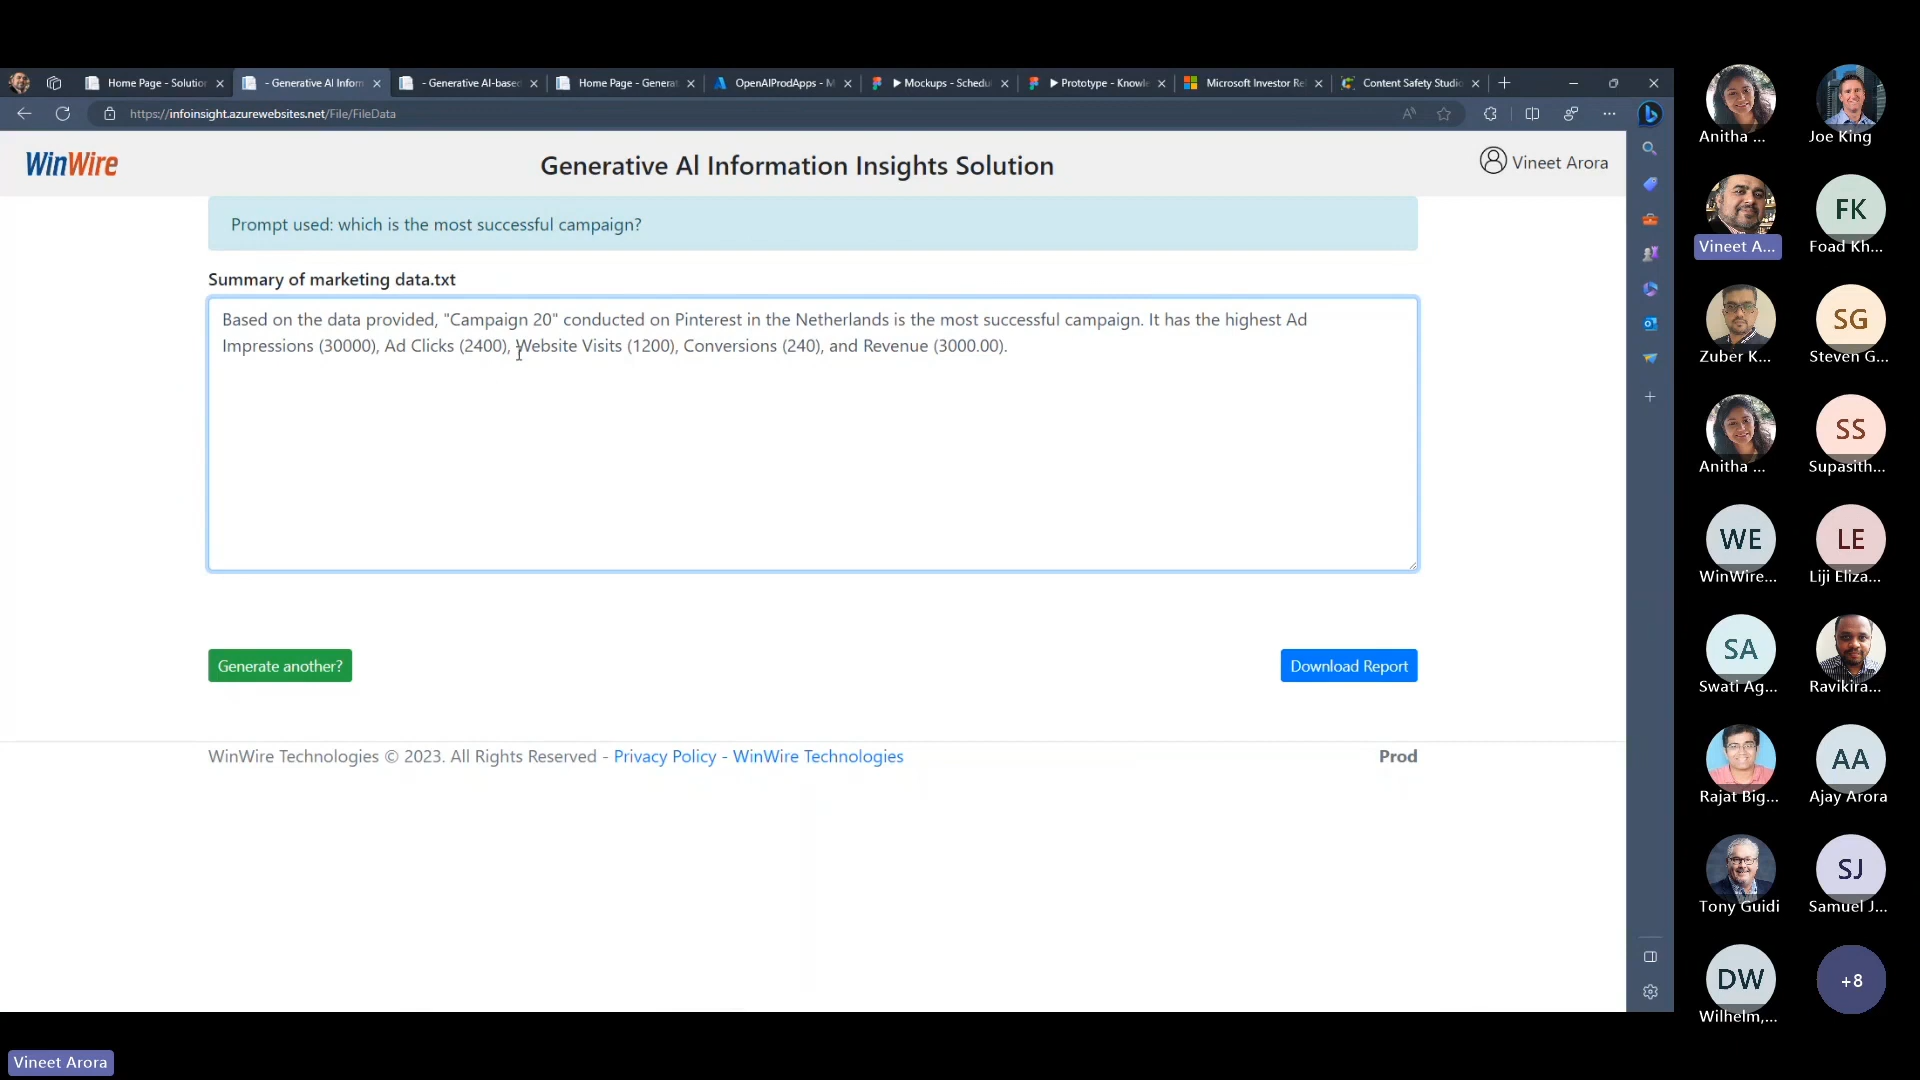 Home Page - Solution
- Generative AI Inform
- Generative AI-based
Home Page - Generat
OpenAIProdApps - M
Mockups - Schedu
Prototype - Knowle
Microsoft Investor Re
Content Safety Studio
https://infoinsight.azurewebsites.net/File/FileData
WinWire
Generative AI Information Insights Solution
Vineet Arora
Prompt used: which is the most successful campaign?
Summary of marketing data.txt
Based on the data provided, "Campaign 20" conducted on Pinterest in the Netherlands is the most successful campaign. It has the highest Ad
Impressions (30000), Ad Clicks (2400), Website Visits (1200), Conversions (240), and Revenue (3000.00).
Generate another?
Download Report
WinWire Technologies © 2023. All Rights Reserved - Privacy Policy - WinWire Technologies
Prod
Anitha ...
Joe King
Vineet A...
FK
Foad Kh...
Zuber K...
SG
Steven G...
Anitha ...
SS
Supasith...
WE
WinWire...
LE
Liji Eliza...
SA
Swati Ag...
Ravikira...
Rajat Big...
AA
Ajay Arora
Tony Guidi
SJ
Samuel J...
DW
Wilhelm,...
+8
Vineet Arora